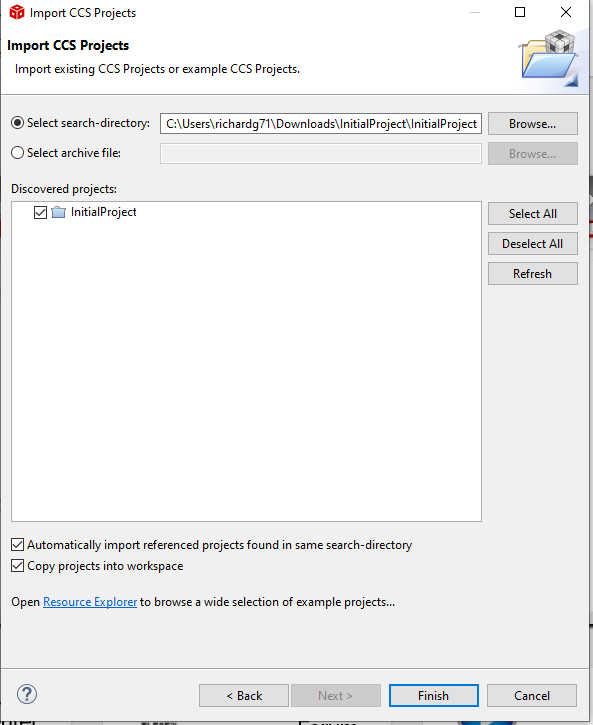 Import CCS Projects
Import CCS Projects
Import existing CCS Projects or example CCS Projects.
Select search-directory: C:\Users\richardg71\Downloads\InitialProject\InitialProject Browse...
Select archive file: Browse...
Discovered projects:
InitialProject
Select All
Deselect All
Refresh
Automatically import referenced projects found in same search-directory
Copy projects into workspace
Open Resource Explorer to browse a wide selection of example projects...
? < Back Next > Finish Cancel